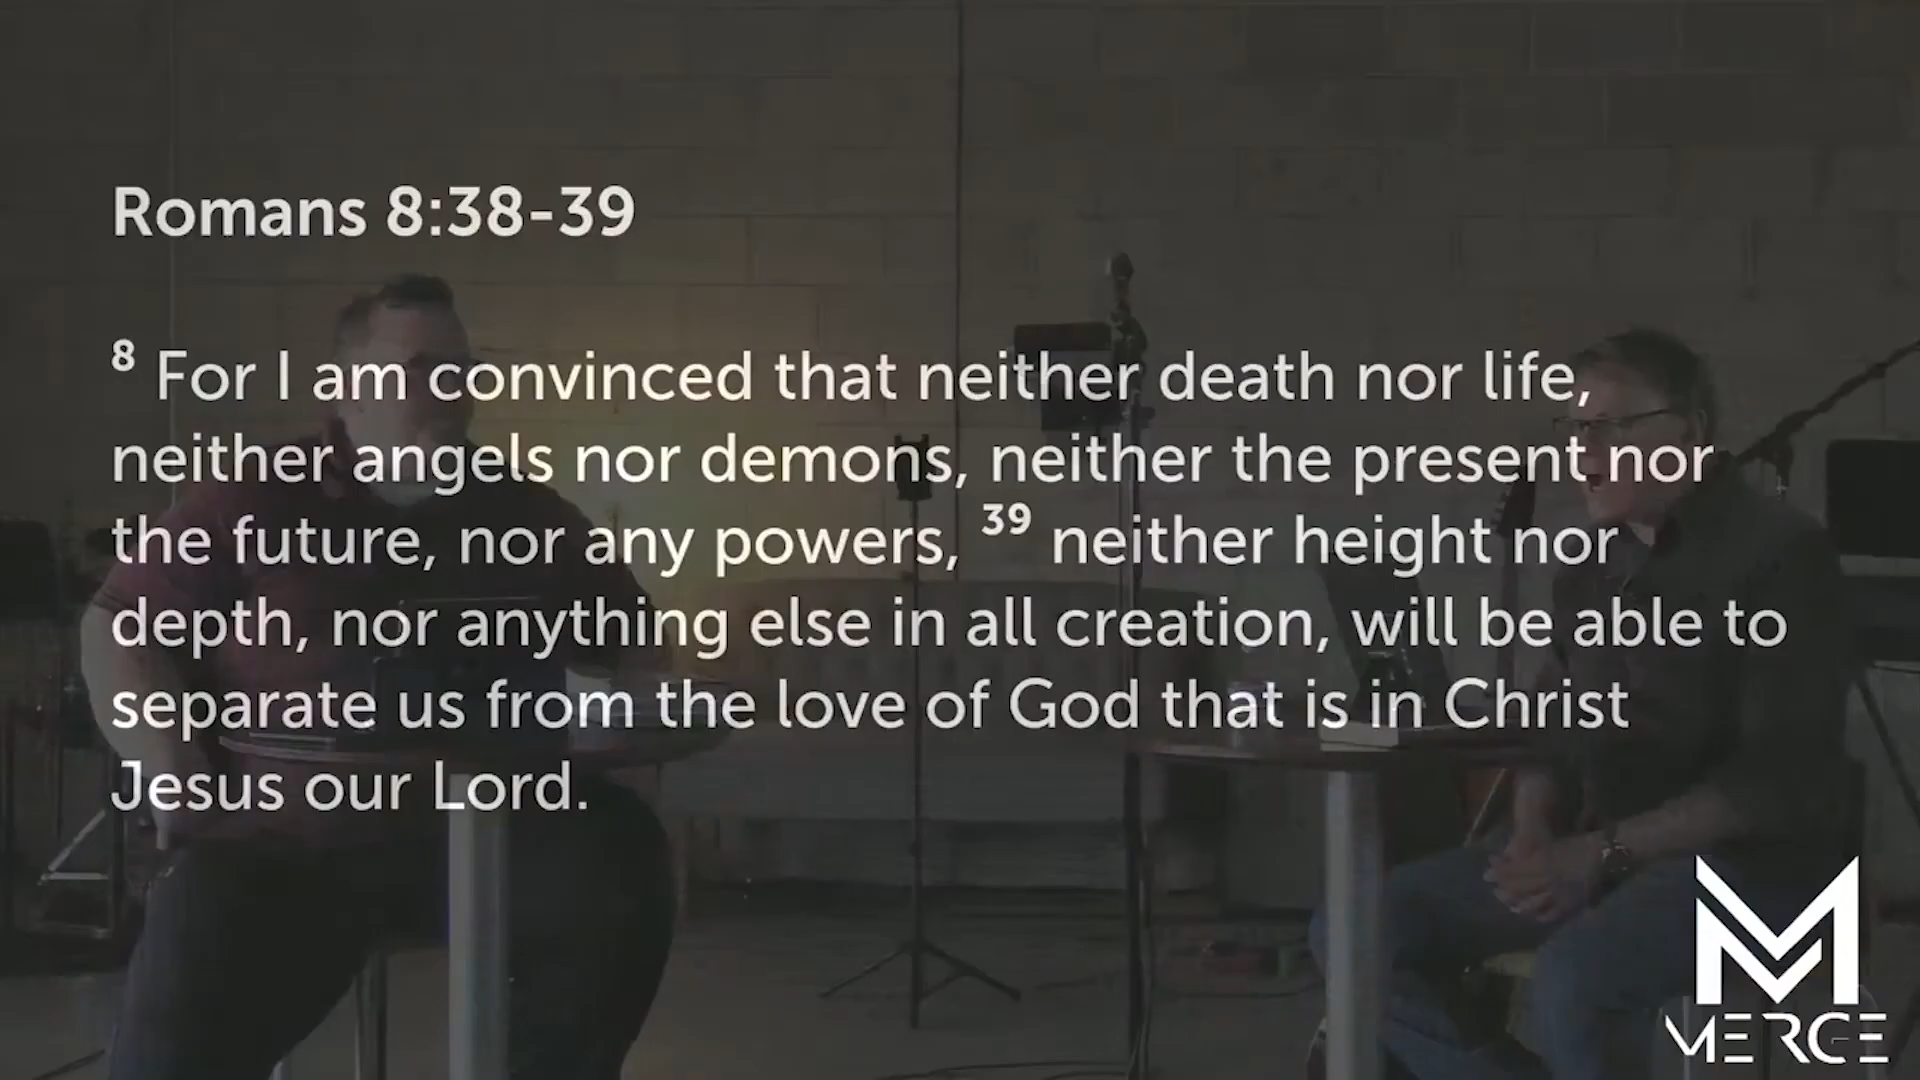 Romans 8:38-39
8 For I am convinced that neither death nor life,
neither angels nor demons, neither the present nor
the future, nor any powers, 39 neither height nor
depth, nor anything else in all creation, will be able to
separate us from the love of God that is in Christ
Jesus our Lord.
MERGE